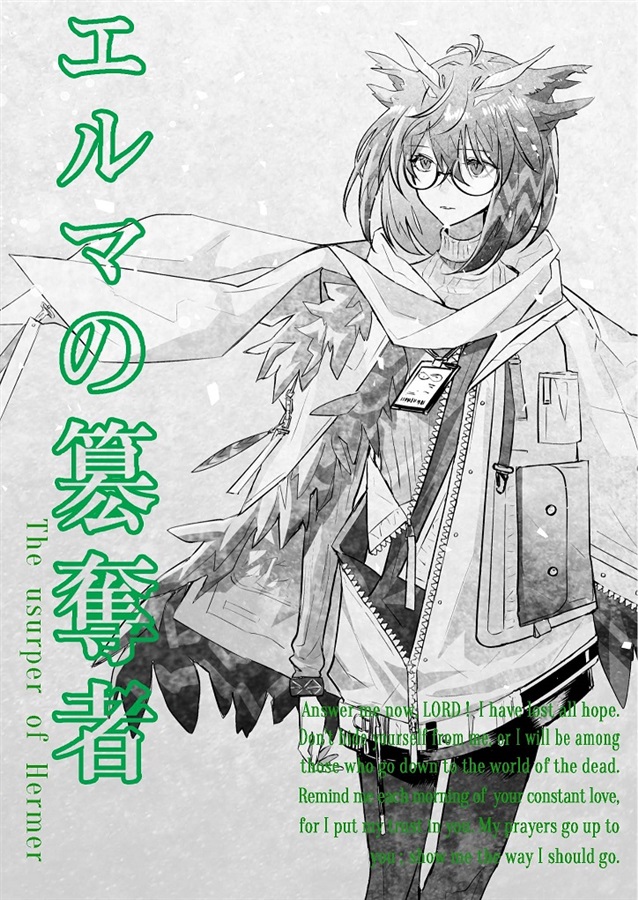 エルマの簒奪者
The usurper of Hermer
Answer me now, LORD ! I have lost all hope.
Don't hide yourself from me, or I will be among
those who go down to the world of the dead.
Remind me each morning of your constant love,
for I put my trust in you. My prayers go up to
you ; show me the way I should go.